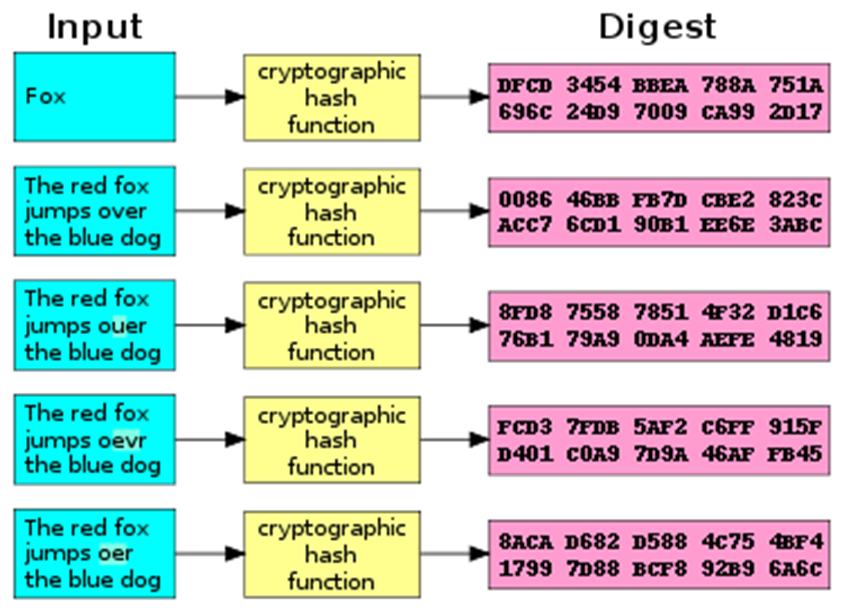 Input Digest
Fox
cryptographic
hash
function
DFCD 3454 BBEA 788A 751A
696C 24D9 7009 CA99 2D17
The red fox
jumps over
the blue dog
cryptographic
hash
function
0086 46BB FB7D CBE2 823C
ACC7 6CD1 90B1 EE6E 3ABC
The red fox
jumps ouer
the blue dog
cryptographic
hash
function
8FD8 7558 7851 4F32 D1C6
76B1 79A9 0DA4 AEFE 4819
The red fox
jumps oevr
the blue dog
cryptographic
hash
function
FCD3 7FDB 5AF2 C6FF 915F
D401 C0A9 7D9A 46AF FB45
The red fox
jumps oer
the blue dog
cryptographic
hash
function
8ACA D682 D588 4C75 4BF4
1799 7D88 BCF8 92B9 6A6C